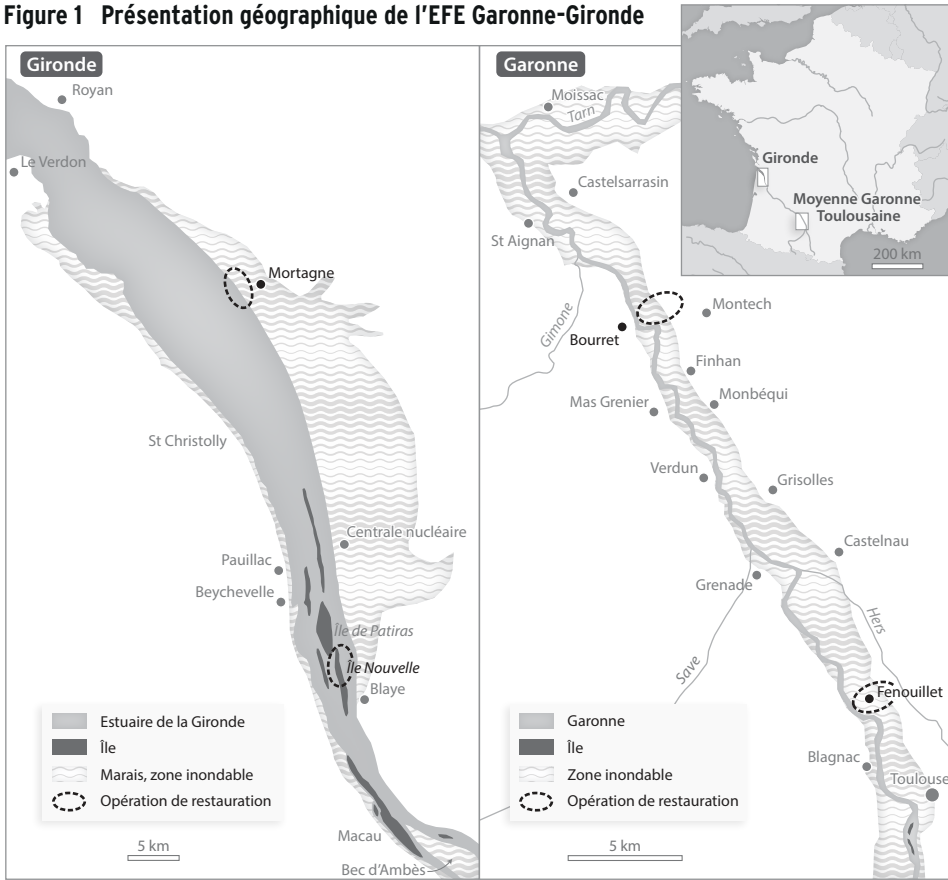 Figure 1 Présentation géographique de l'EFE Garonne-Gironde
Gironde
Royan
Le Verdon
Mortagne
St Christolly
Centrale nucléaire
Pauillac
Beychevelle
Île de Patiras
Île Nouvelle
Blaye
Estuaire de la Gironde
Île
Marais, zone inondable
Opération de restauration
Macau
5 km
Bec d'Ambès
Garonne
Moissac
Tarn
Castelsarrasin
St Aignan
Gimone
Montech
Bourret
Finhan
Mas Grenier
Monbéqui
Verdun
Grisolles
Castelnau
Grenade
Hers
Save
Fenouillet
Blagnac
Toulouse
Garonne
Île
Zone inondable
Opération de restauration
5 km
Gironde
Moyenne Garonne
Toulousaine
200 km